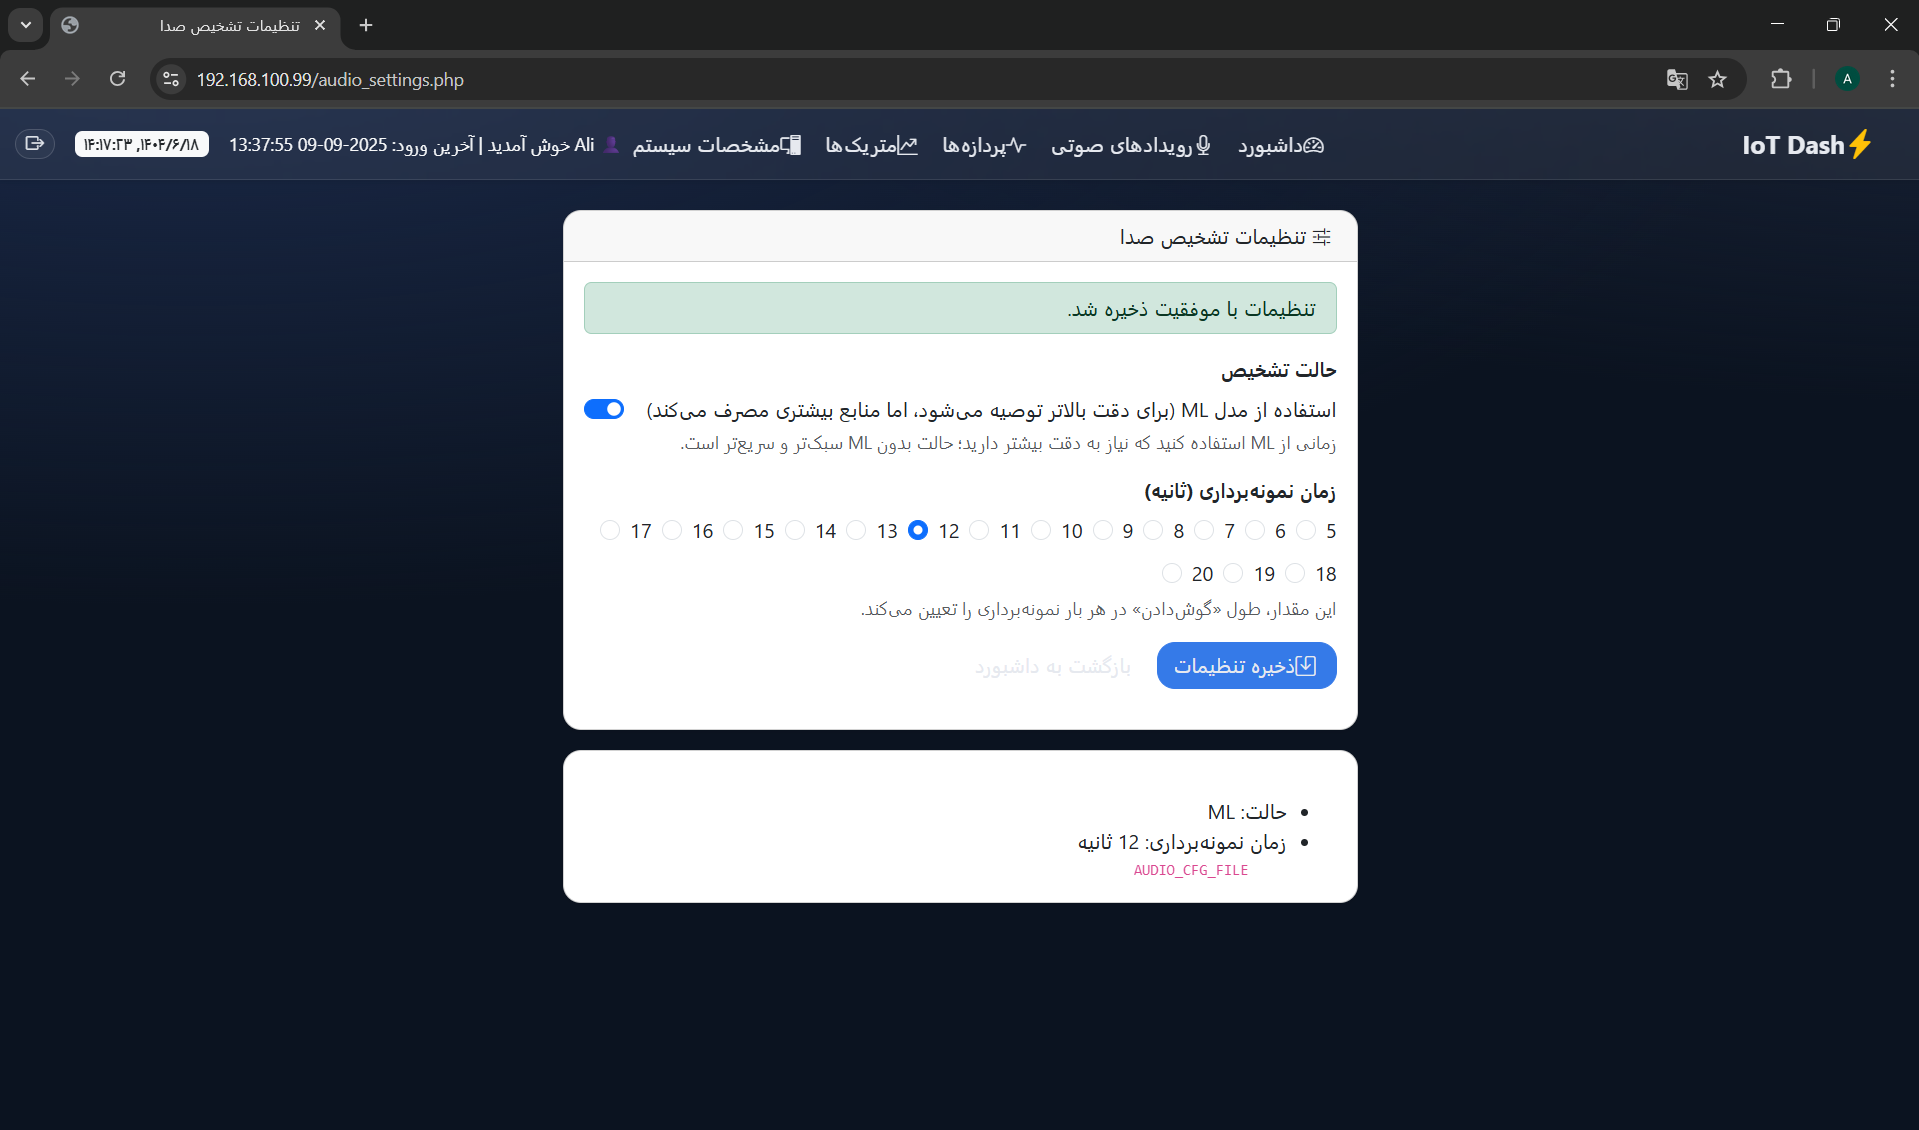 تنظیمات تشخیص صدا
192.168.100.99/audio_settings.php
A
IoT Dash
داشبورد
رویدادهای صوتی
پردازه‌ها
متریک‌ها
مشخصات سیستم
Ali خوش آمدید | آخرین ورود: 2025-09-09 13:37:55
۱۴۰۴/۶/۱۸, ۱۴:۱۷:۲۳
تنظیمات تشخیص صدا
تنظیمات با موفقیت ذخیره شد.
حالت تشخیص
استفاده از مدل ML (برای دقت بالاتر توصیه می‌شود، اما منابع بیشتری مصرف می‌کند)
زمانی از ML استفاده کنید که نیاز به دقت بیشتر دارید؛ حالت بدون ML سبک‌تر و سریع‌تر است.
زمان نمونه‌برداری (ثانیه)
5 6 7 8 9 10 11 12 13 14 15 16 17
18 19 20
این مقدار، طول «گوش‌دادن» در هر بار نمونه‌برداری را تعیین می‌کند.
ذخیره تنظیمات
بازگشت به داشبورد
حالت: ML
زمان نمونه‌برداری: 12 ثانیه
AUDIO_CFG_FILE